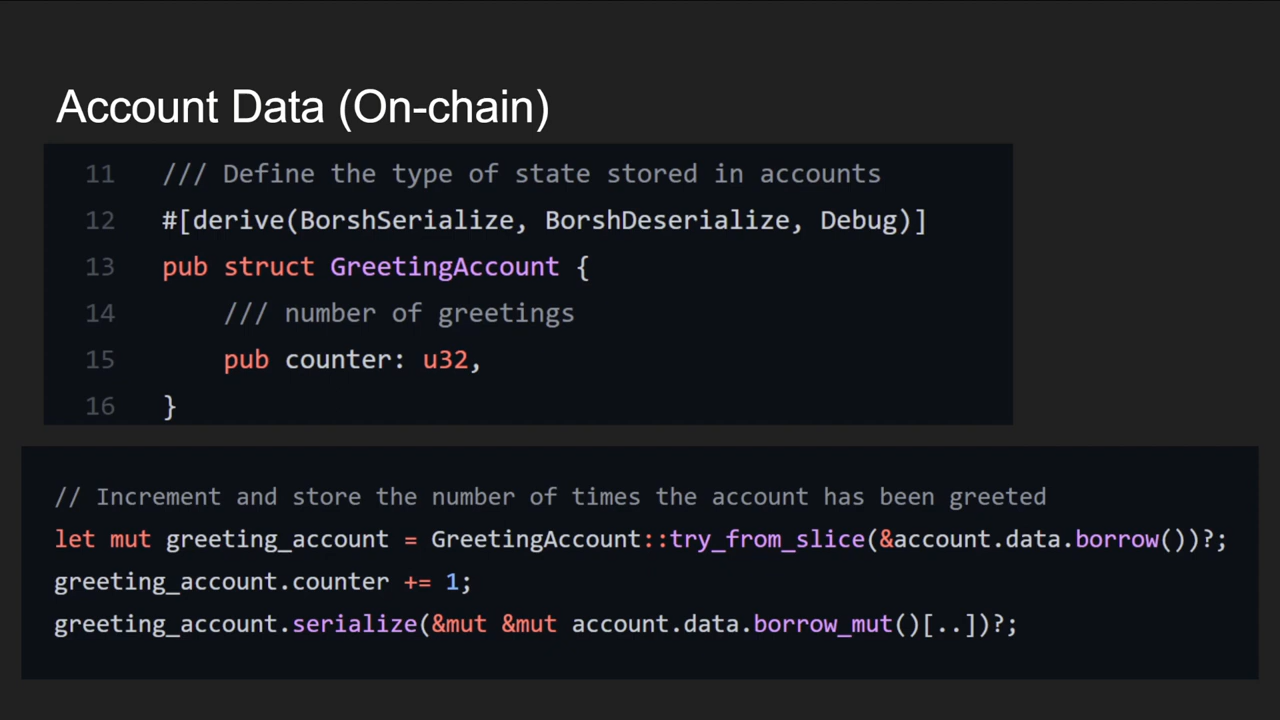 Account Data (On-chain)
11 /// Define the type of state stored in accounts
12 #[derive(BorshSerialize, BorshDeserialize, Debug)]
13 pub struct GreetingAccount {
14 /// number of greetings
15 pub counter: u32,
16 }
// Increment and store the number of times the account has been greeted
let mut greeting_account = GreetingAccount::try_from_slice(&account.data.borrow())?;
greeting_account.counter += 1;
greeting_account.serialize(&mut &mut account.data.borrow_mut()[..])?;